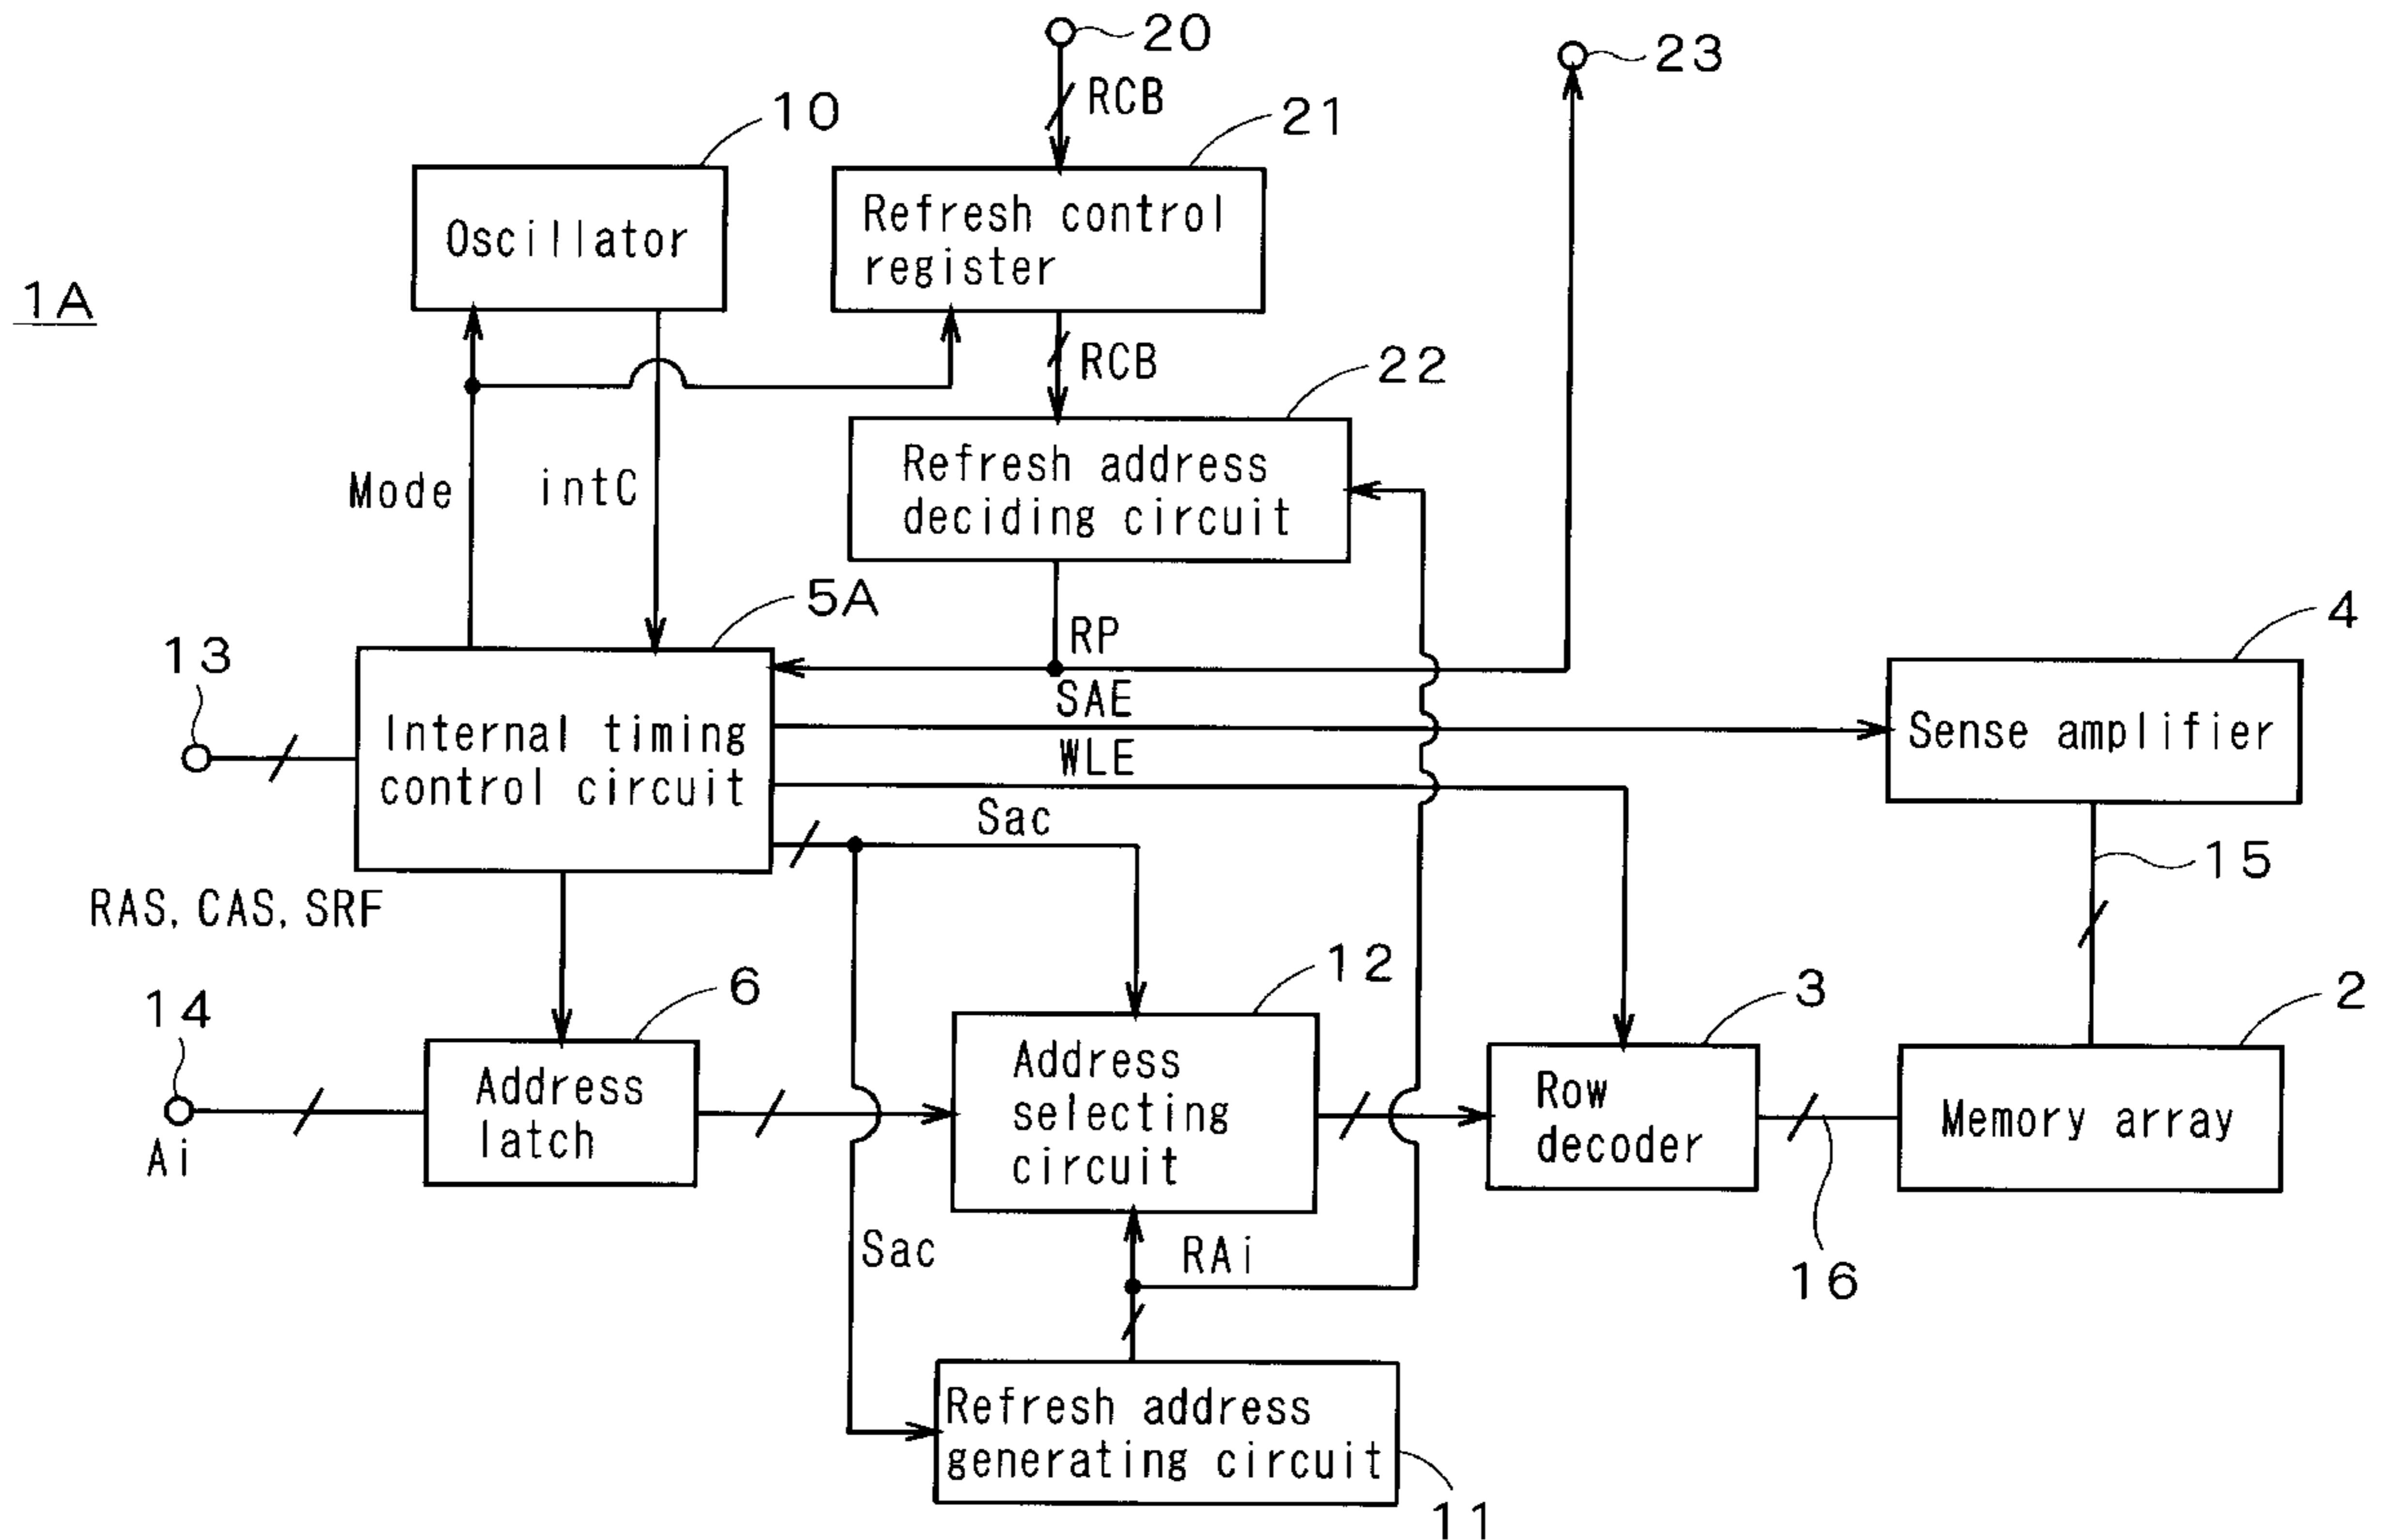 20
23
RCB
10
21
Oscillator
Refresh control
register
1A
RCB
22
Mode
intC
Refresh address
deciding circuit
5A
RP
4
13
SAE
Internal timing
control circuit
Sense amplifier
WLE
Sac
15
RAS, CAS, SRF
12
14
6
3
2
Address
latch
Address
selecting
circuit
Row
decoder
Memory array
Ai
Sac
RAi
16
Refresh address
generating circuit
11